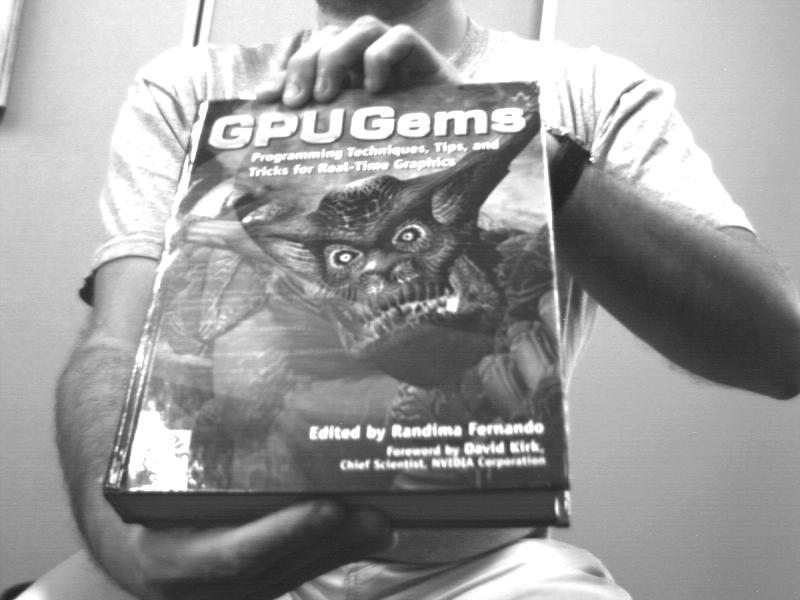 GPU Gems
Programming Techniques, Tips, and
Tricks for Real-Time Graphics
Edited by Randima Fernando
Foreword by David Kirk,
Chief Scientist, NVIDIA Corporation